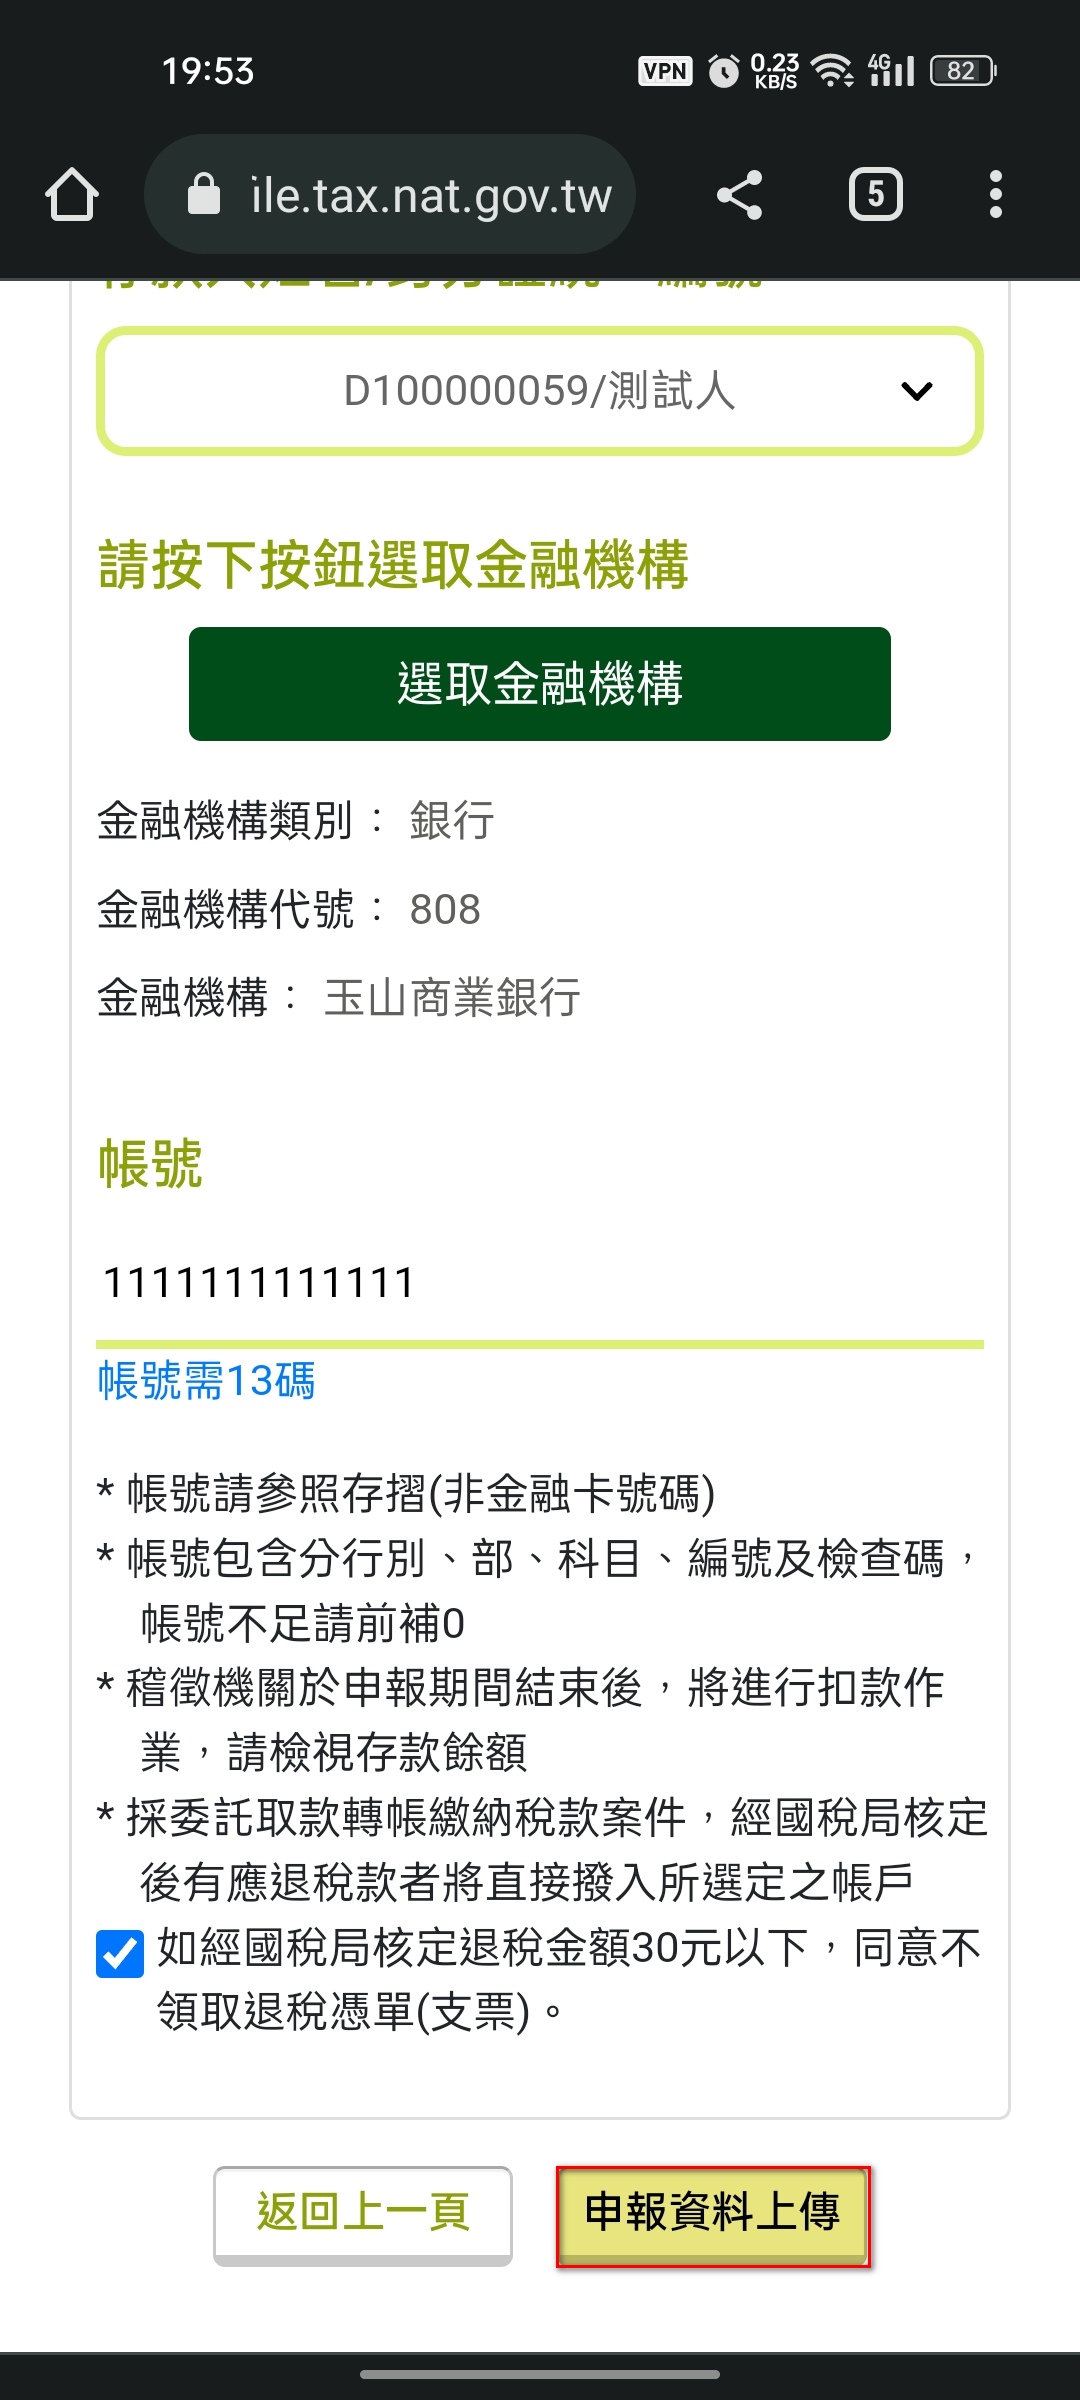 19:53
VPN
0.23
KB/S
4G
82
ile.tax.nat.gov.tw
5
D100000059/測試人
請按下按鈕選取金融機構
選取金融機構
金融機構類別： 銀行
金融機構代號： 808
金融機構： 玉山商業銀行
帳號
1111111111111
帳號需13碼
* 帳號請參照存摺(非金融卡號碼)
* 帳號包含分行別、部、科目、編號及檢查碼，
帳號不足請前補0
* 稽徵機關於申報期間結束後，將進行扣款作
業，請檢視存款餘額
* 採委託取款轉帳繳納稅款案件，經國稅局核定
後有應退稅款者將直接撥入所選定之帳戶
如經國稅局核定退稅金額30元以下，同意不
領取退稅憑單(支票)。
返回上一頁
申報資料上傳